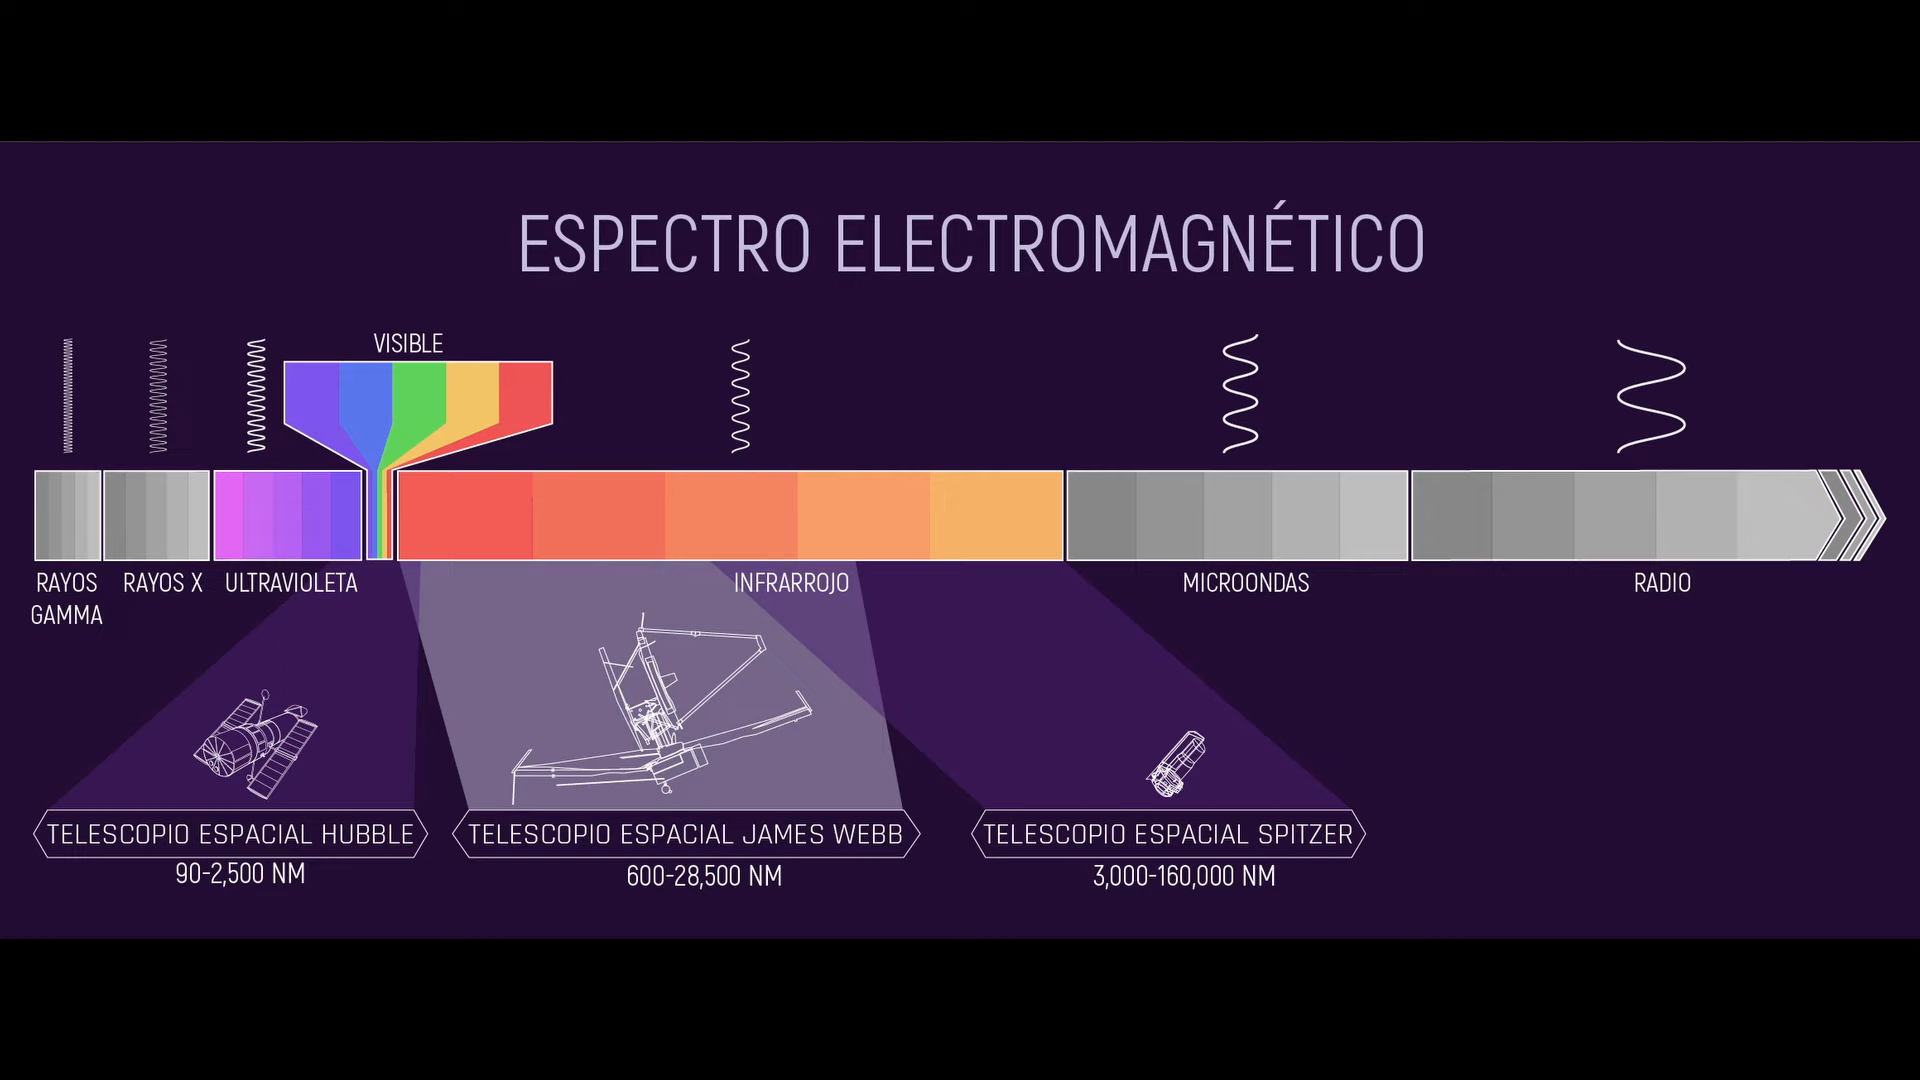 ESPECTRO ELECTROMAGNÉTICO
VISIBLE
RAYOS
GAMMA
RAYOS X
ULTRAVIOLETA
INFRARROJO
MICROONDAS
RADIO
TELESCOPIO ESPACIAL HUBBLE
90-2,500 NM
TELESCOPIO ESPACIAL JAMES WEBB
600-28,500 NM
TELESCOPIO ESPACIAL SPITZER
3,000-160,000 NM